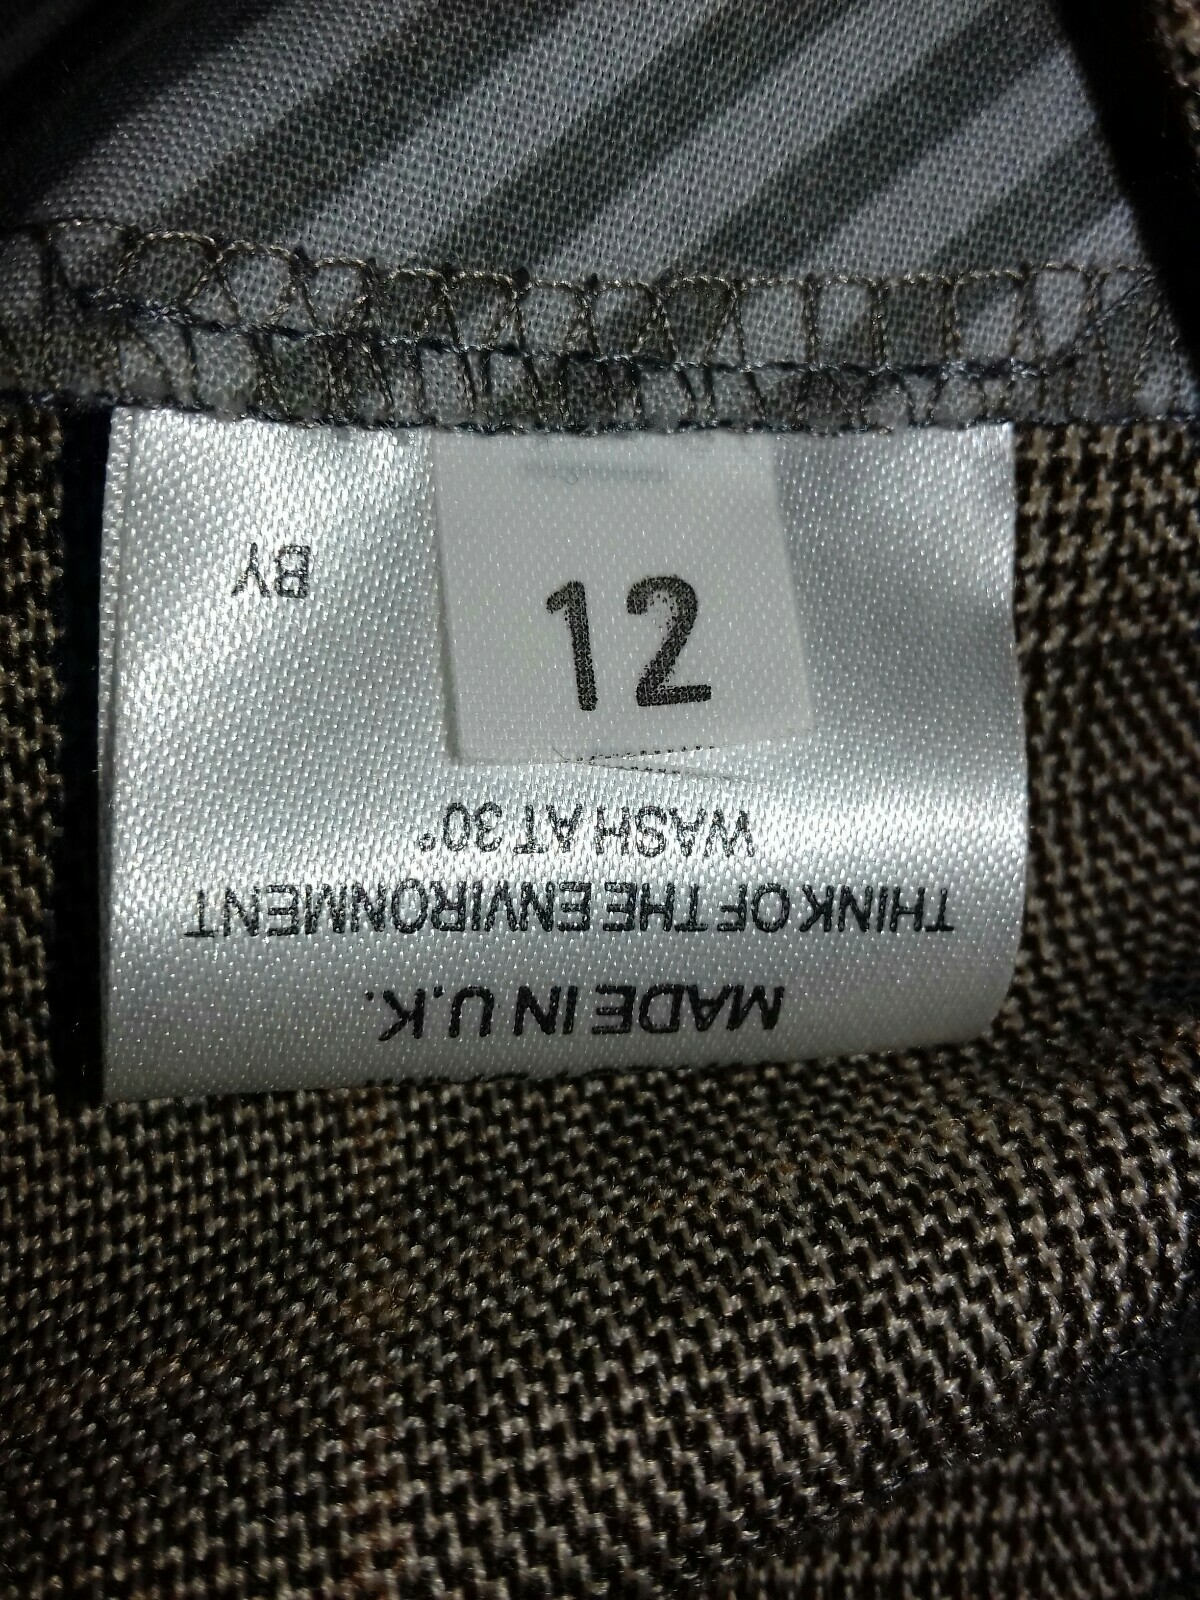 12
MADE IN U.K.
THINK OF THE ENVIRONMENT
WASH AT 30°
BY